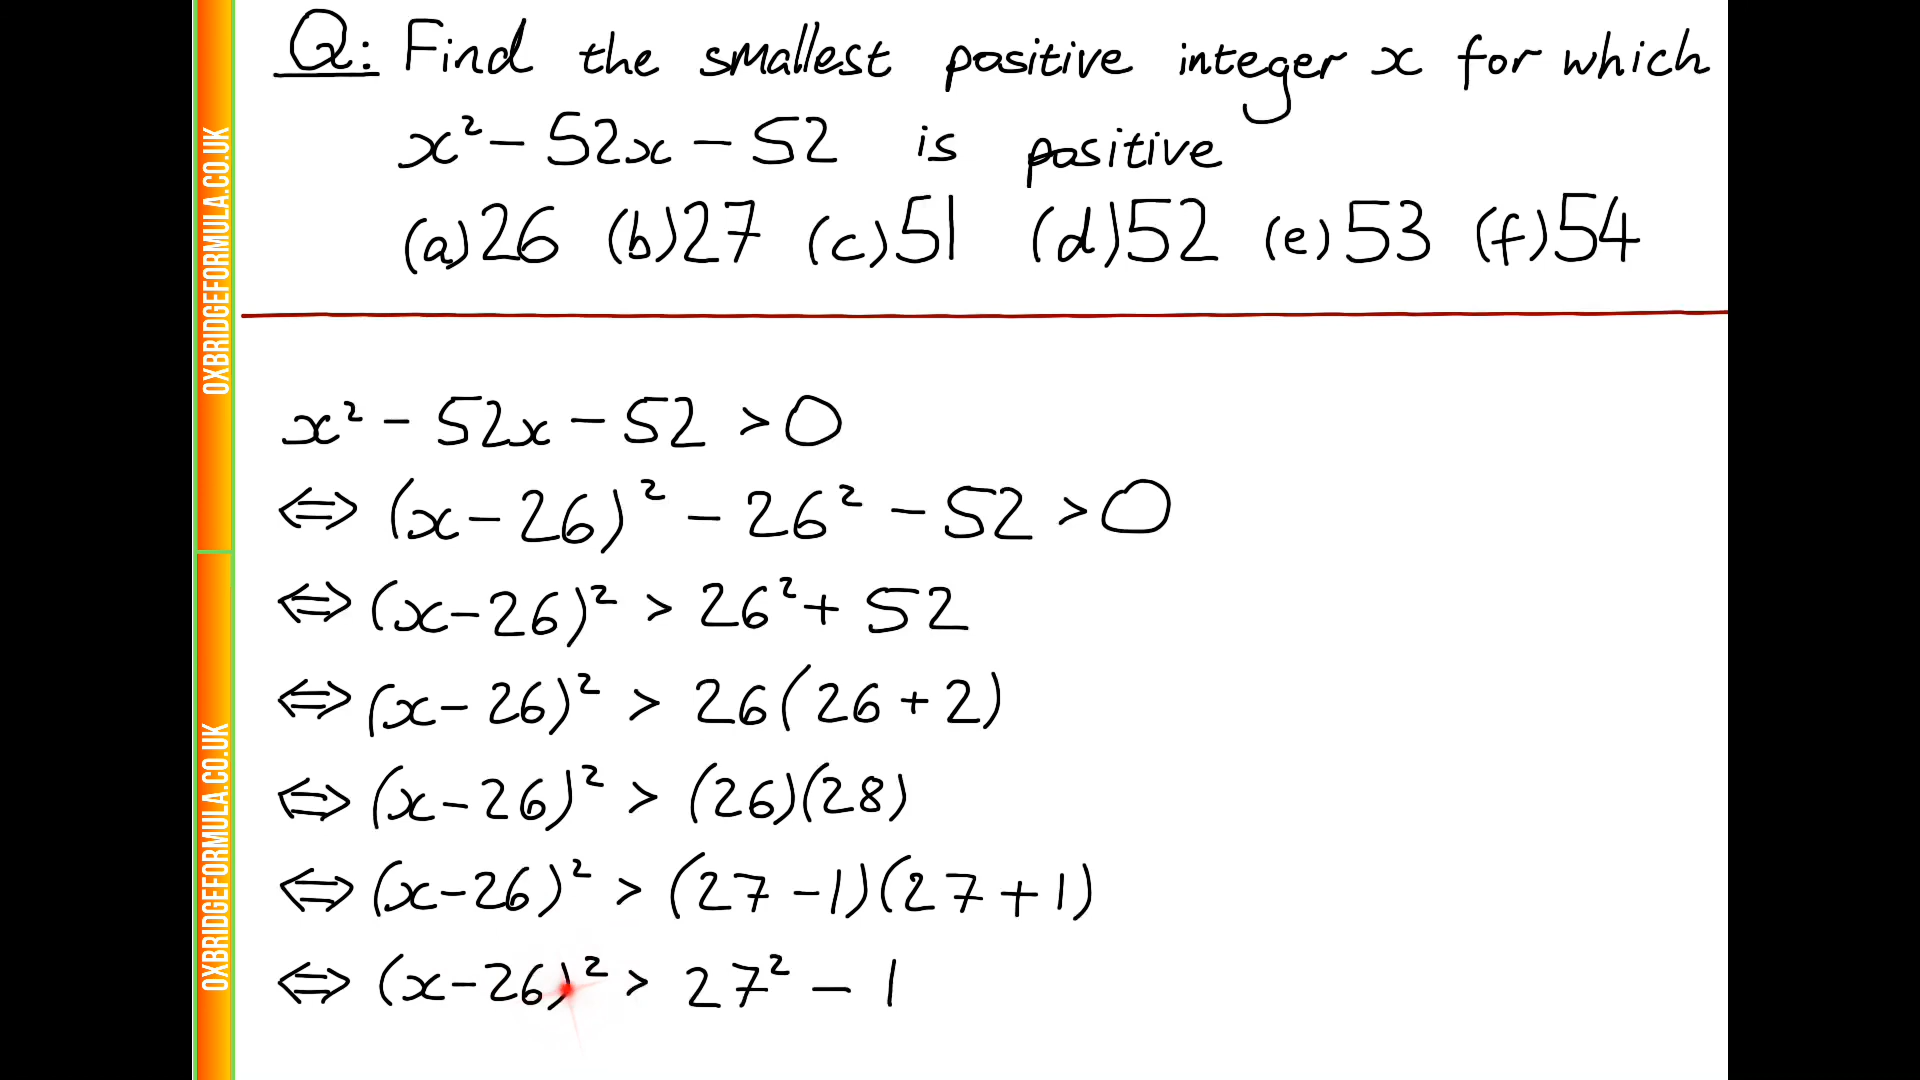 Q: Find the smallest positive integer x for which
x² - 52x - 52 is positive
(a) 26 (b) 27 (c) 51 (d) 52 (e) 53 (f) 54
x² - 52x - 52 > 0
⇔ (x - 26)² - 26² - 52 > 0
⇔ (x - 26)² > 26² + 52
⇔ (x - 26)² > 26(26 + 2)
⇔ (x - 26)² > (26)(28)
⇔ (x - 26)² > (27 - 1)(27 + 1)
⇔ (x - 26)² > 27² - 1
OXBRIDGEFORMULA.CO.UK
OXBRIDGEFORMULA.CO.UK